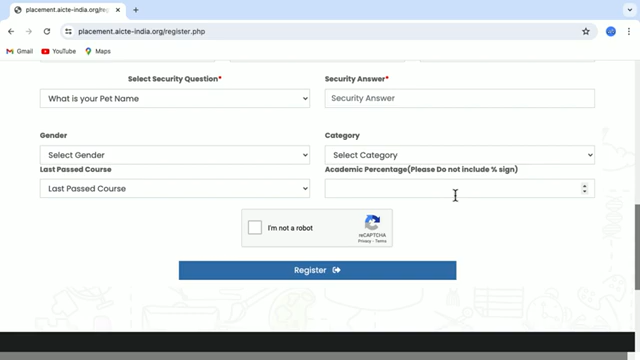 placement.aicte-india.org/reg
placement.aicte-india.org/register.php
Gmail YouTube Maps
Select Security Question* Security Answer*
What is your Pet Name Security Answer
Gender Category
Select Gender Select Category
Last Passed Course Academic Percentage(Please Do not include % sign)
Last Passed Course
I'm not a robot
reCAPTCHA
Privacy - Terms
Register